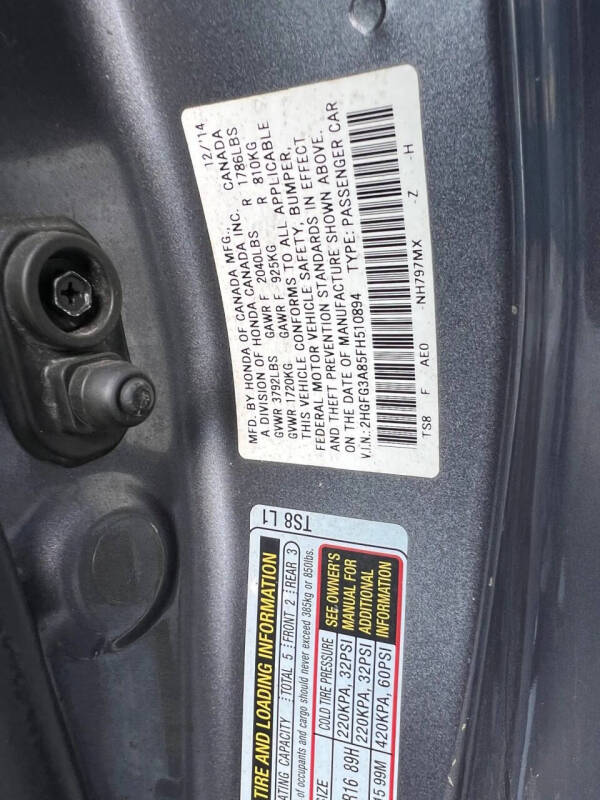 MFD. BY HONDA OF CANADA MFG., 12/'14
A DIVISION OF HONDA CANADA INC. CANADA
GVWR 3792LBS GAWR F 2040LBS R 1786LBS
GVWR 1720KG GAWR F 925KG R 810KG
THIS VEHICLE CONFORMS TO ALL APPLICABLE
FEDERAL MOTOR VEHICLE SAFETY, BUMPER,
AND THEFT PREVENTION STANDARDS IN EFFECT
ON THE DATE OF MANUFACTURE SHOWN ABOVE.
V.I.N.: 2HGFG3A85FH510894 TYPE: PASSENGER CAR
TS8 F AE0 -NH797MX -Z -H
TS8 L1
TIRE AND LOADING INFORMATION
ATING CAPACITY TOTAL 5 FRONT 2 REAR 3
of occupants and cargo should never exceed 385kg or 850lbs.
SIZE COLD TIRE PRESSURE
R16 89H 220KPA, 32PSI
220KPA, 32PSI
15 99M 420KPA, 60PSI
SEE OWNER'S
MANUAL FOR
ADDITIONAL
INFORMATION